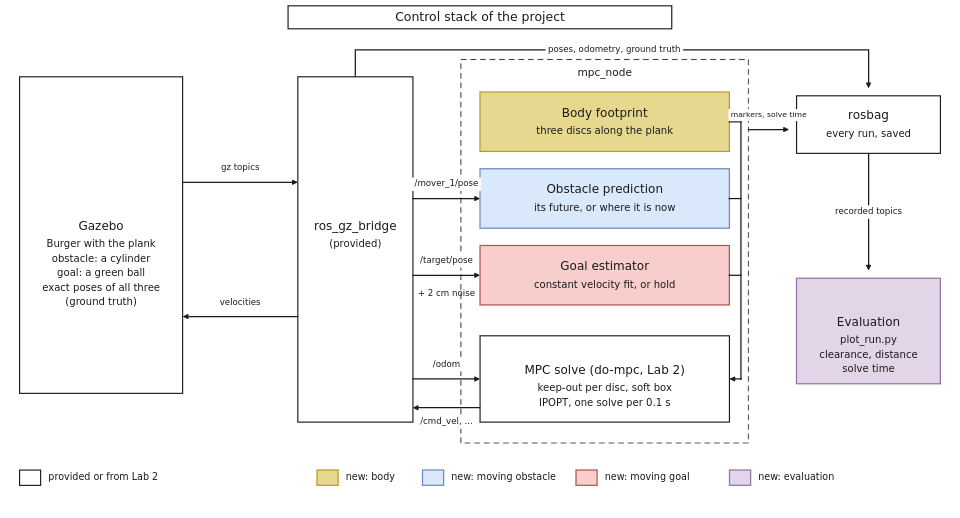 Control stack of the project
poses, odometry, ground truth
mpc_node
Body footprint
three discs along the plank
markers, solve time
rosbag
every run, saved
gz topics
/mover_1/pose
Obstacle prediction
its future, or where it is now
recorded topics
Gazebo
Burger with the plank
obstacle: a cylinder
goal: a green ball
exact poses of all three
(ground truth)
ros_gz_bridge
(provided)
/target/pose
+ 2 cm noise
Goal estimator
constant velocity fit, or hold
velocities
Evaluation
plot_run.py
clearance, distance
solve time
/odom
MPC solve (do-mpc, Lab 2)
keep-out per disc, soft box
IPOPT, one solve per 0.1 s
/cmd_vel, ...
provided or from Lab 2
new: body
new: moving obstacle
new: moving goal
new: evaluation